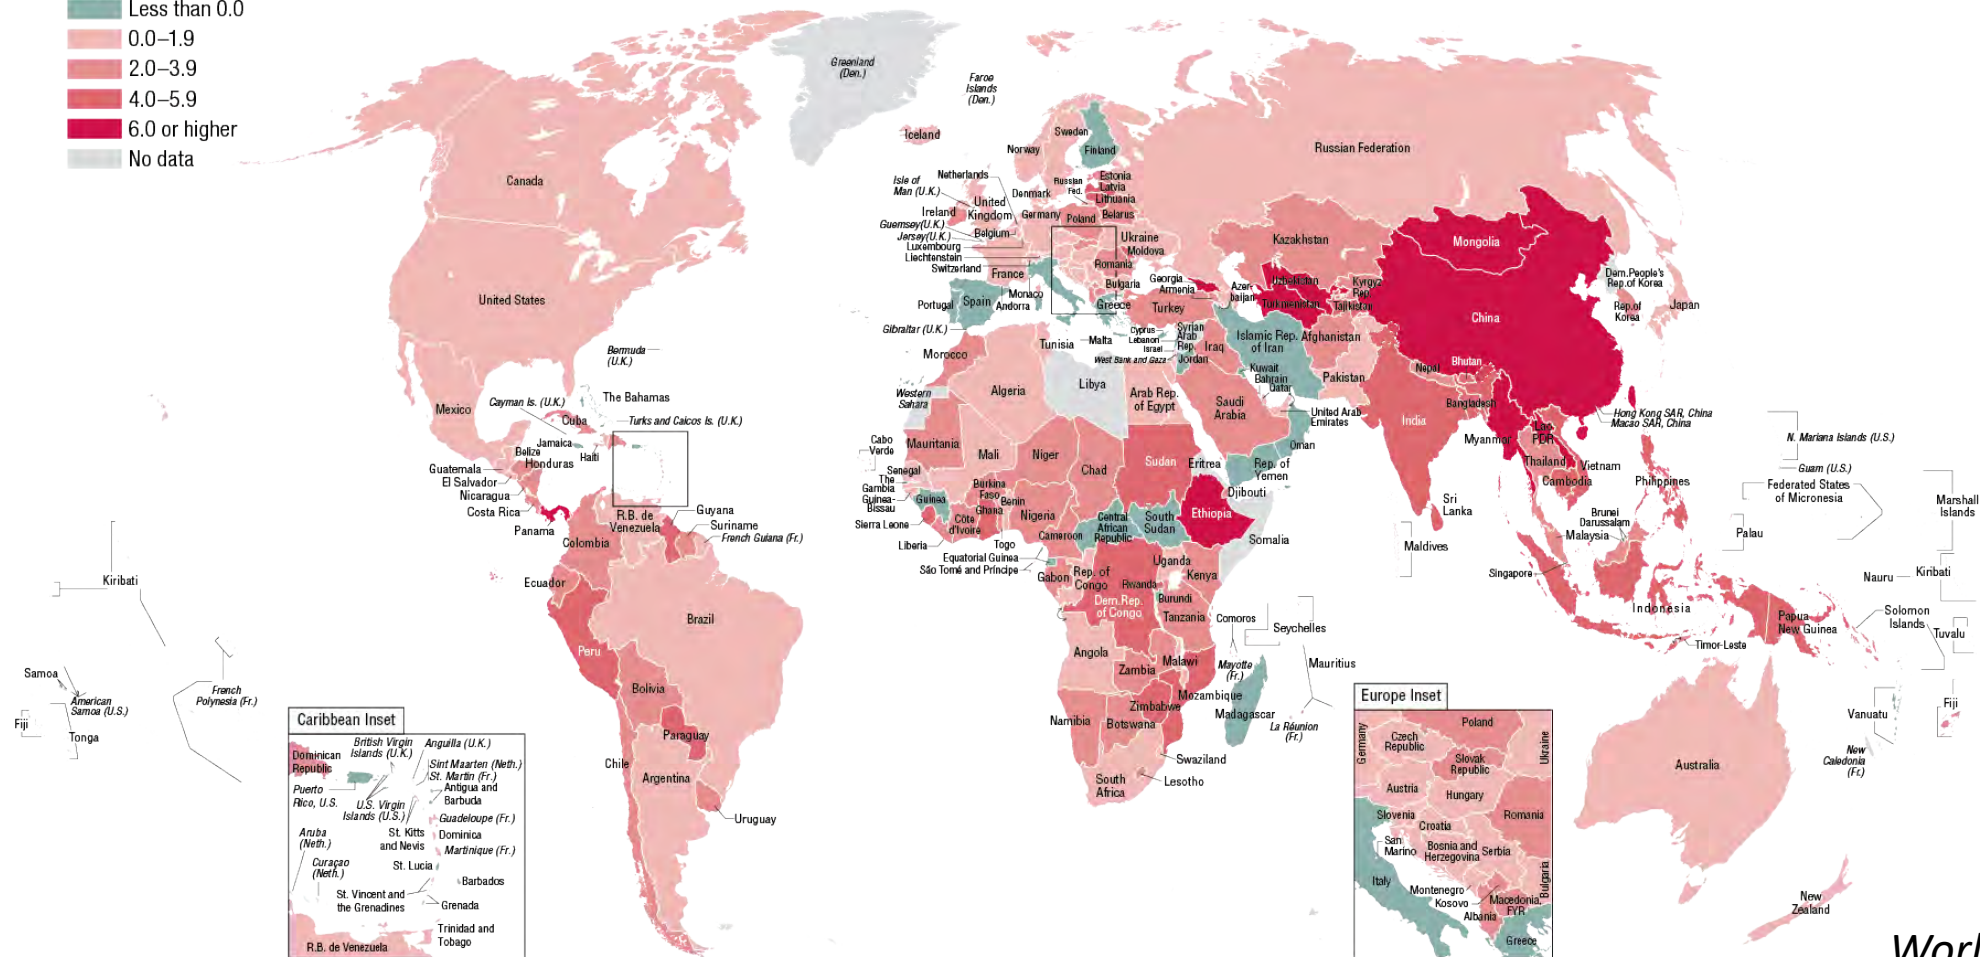 Less than 0.0
0.0–1.9
2.0–3.9
4.0–5.9
6.0 or higher
No data
Greenland
(Den.)
Faroe
Islands
(Den.)
Iceland
Norway
Sweden
Finland
Russian Federation
Canada
United States
Isle of
Man (U.K.)
Netherlands
Denmark
Russian
Fed.
Estonia
Latvia
Lithuania
Ireland
United
Kingdom
Germany
Poland
Belarus
Guernsey(U.K.)
Jersey(U.K.)
Belgium
Luxembourg
Liechtenstein
Switzerland
France
Ukraine
Moldova
Romania
Bulgaria
Portugal
Spain
Monaco
Andorra
Greece
Gibraltar (U.K.)
Georgia
Armenia
Azer-
baijan
Turkey
Kazakhstan
Uzbekistan
Turkmenistan
Kyrgyz
Rep.
Tajikistan
Mongolia
China
Dem.People's
Rep.of Korea
Rep.of
Korea
Japan
Bermuda
(U.K.)
Morocco
Tunisia
Malta
Cyprus
Lebanon
Israel
West Bank and Gaza
Syrian
Arab
Rep.
Jordan
Iraq
Islamic Rep.
of Iran
Afghanistan
Kuwait
Bahrain
Qatar
Pakistan
Nepal
Bhutan
Bangladesh
India
Western
Sahara
Algeria
Libya
Arab Rep.
of Egypt
Saudi
Arabia
United Arab
Emirates
Oman
Rep. of
Yemen
Myanmar
Lao
PDR
Thailand
Vietnam
Cambodia
Hong Kong SAR, China
Macao SAR, China
Philippines
N. Mariana Islands (U.S.)
Guam (U.S.)
Federated States
of Micronesia
Marshall
Islands
Palau
Mexico
Cayman Is. (U.K.)
The Bahamas
Cuba
Turks and Caicos Is. (U.K.)
Jamaica
Belize
Haiti
Honduras
Guatemala
El Salvador
Nicaragua
Costa Rica
Panama
R.B. de
Venezuela
Guyana
Suriname
French Guiana (Fr.)
Colombia
Ecuador
Peru
Brazil
Bolivia
Paraguay
Chile
Argentina
Uruguay
Cabo
Verde
Mauritania
Mali
Niger
Chad
Sudan
Eritrea
Djibouti
Senegal
The
Gambia
Guinea-
Bissau
Guinea
Sierra Leone
Liberia
Burkina
Faso
Ghana
Benin
Côte
d'Ivoire
Togo
Nigeria
Cameroon
Central
African
Republic
South
Sudan
Ethiopia
Somalia
Equatorial Guinea
São Tomé and Príncipe
Gabon
Rep. of
Congo
Uganda
Kenya
Rwanda
Burundi
Dem.Rep.
of Congo
Tanzania
Comoros
Seychelles
Angola
Zambia
Malawi
Mayotte
(Fr.)
Mauritius
Mozambique
Zimbabwe
Namibia
Botswana
Madagascar
La Réunion
(Fr.)
Swaziland
Lesotho
South
Africa
Sri
Lanka
Maldives
Brunei
Darussalam
Malaysia
Singapore
Indonesia
Papua
New Guinea
Timor-Leste
Nauru
Kiribati
Solomon
Islands
Tuvalu
Vanuatu
Fiji
New
Caledonia
(Fr.)
Australia
New
Zealand
Kiribati
Samoa
American
Samoa (U.S.)
Fiji
Tonga
French
Polynesia (Fr.)
Caribbean Inset
Dominican
Republic
British Virgin
Islands (U.K.)
Anguilla (U.K.)
Sint Maarten (Neth.)
St. Martin (Fr.)
Antigua and
Barbuda
Puerto
Rico, U.S.
U.S. Virgin
Islands (U.S.)
Guadeloupe (Fr.)
St. Kitts
and Nevis
Dominica
Martinique (Fr.)
Aruba
(Neth.)
Curaçao
(Neth.)
St. Lucia
Barbados
St. Vincent and
the Grenadines
Grenada
Trinidad and
Tobago
R.B. de Venezuela
Europe Inset
Germany
Poland
Czech
Republic
Ukraine
Slovak
Republic
Austria
Hungary
Slovenia
Croatia
Romania
San
Marino
Bosnia and
Herzegovina
Serbia
Italy
Montenegro
Kosovo
Bulgaria
Macedonia,
FYR
Albania
Greece